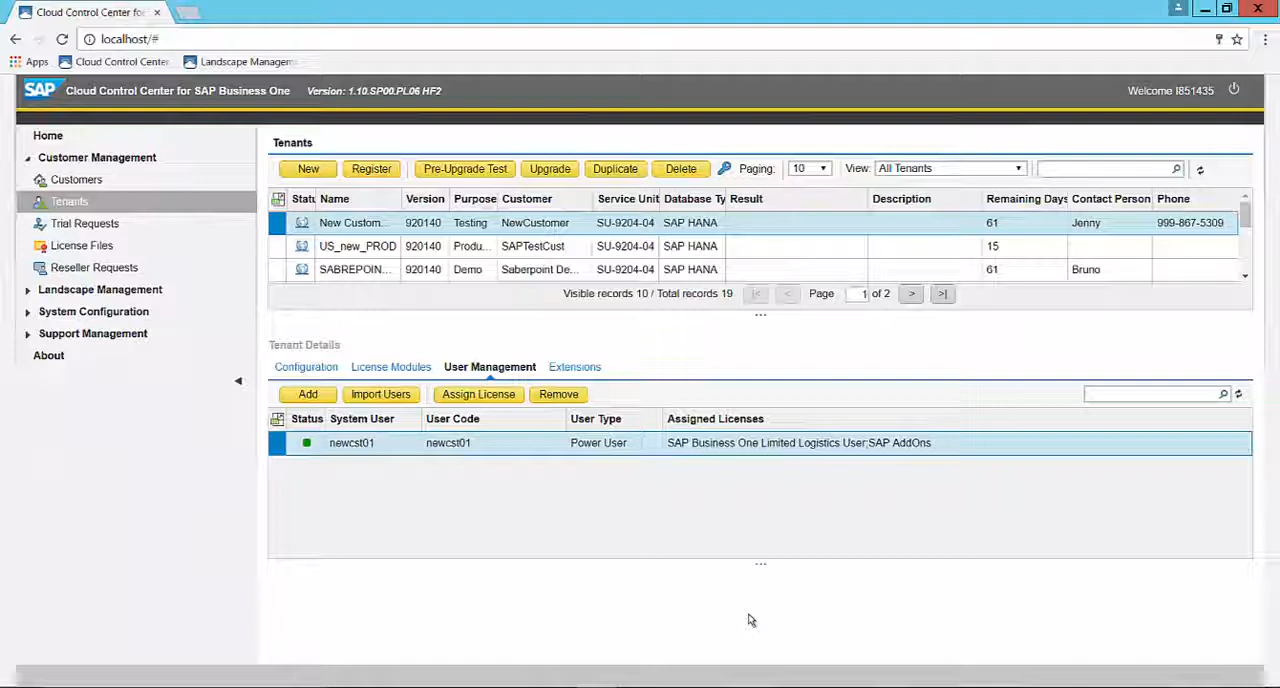 Cloud Control Center fo
localhost/#
Apps Cloud Control Center Landscape Managem
SAP Cloud Control Center for SAP Business One Version: 1.10.SP00.PL06 HF2 Welcome I851435
Home
Customer Management
Customers
Tenants
Trial Requests
License Files
Reseller Requests
Landscape Management
System Configuration
Support Management
About
Tenants
New Register Pre-Upgrade Test Upgrade Duplicate Delete Paging: 10 View: All Tenants
Statu Name Version Purpose Customer Service Unit Database Ty Result Description Remaining Days Contact Person Phone
New Custom... 920140 Testing NewCustomer SU-9204-04 SAP HANA 61 Jenny 999-867-5309
US_new_PROD 920140 Produ... SAPTestCust SU-9204-04 SAP HANA 15
SABREPOIN... 920140 Demo Saberpoint De... SU-9204-04 SAP HANA 61 Bruno
Visible records 10 / Total records 19 |< < Page 1 of 2 > >|
...
Tenant Details
Configuration License Modules User Management Extensions
Add Import Users Assign License Remove
Status System User User Code User Type Assigned Licenses
newcst01 newcst01 Power User SAP Business One Limited Logistics User;SAP AddOns
...